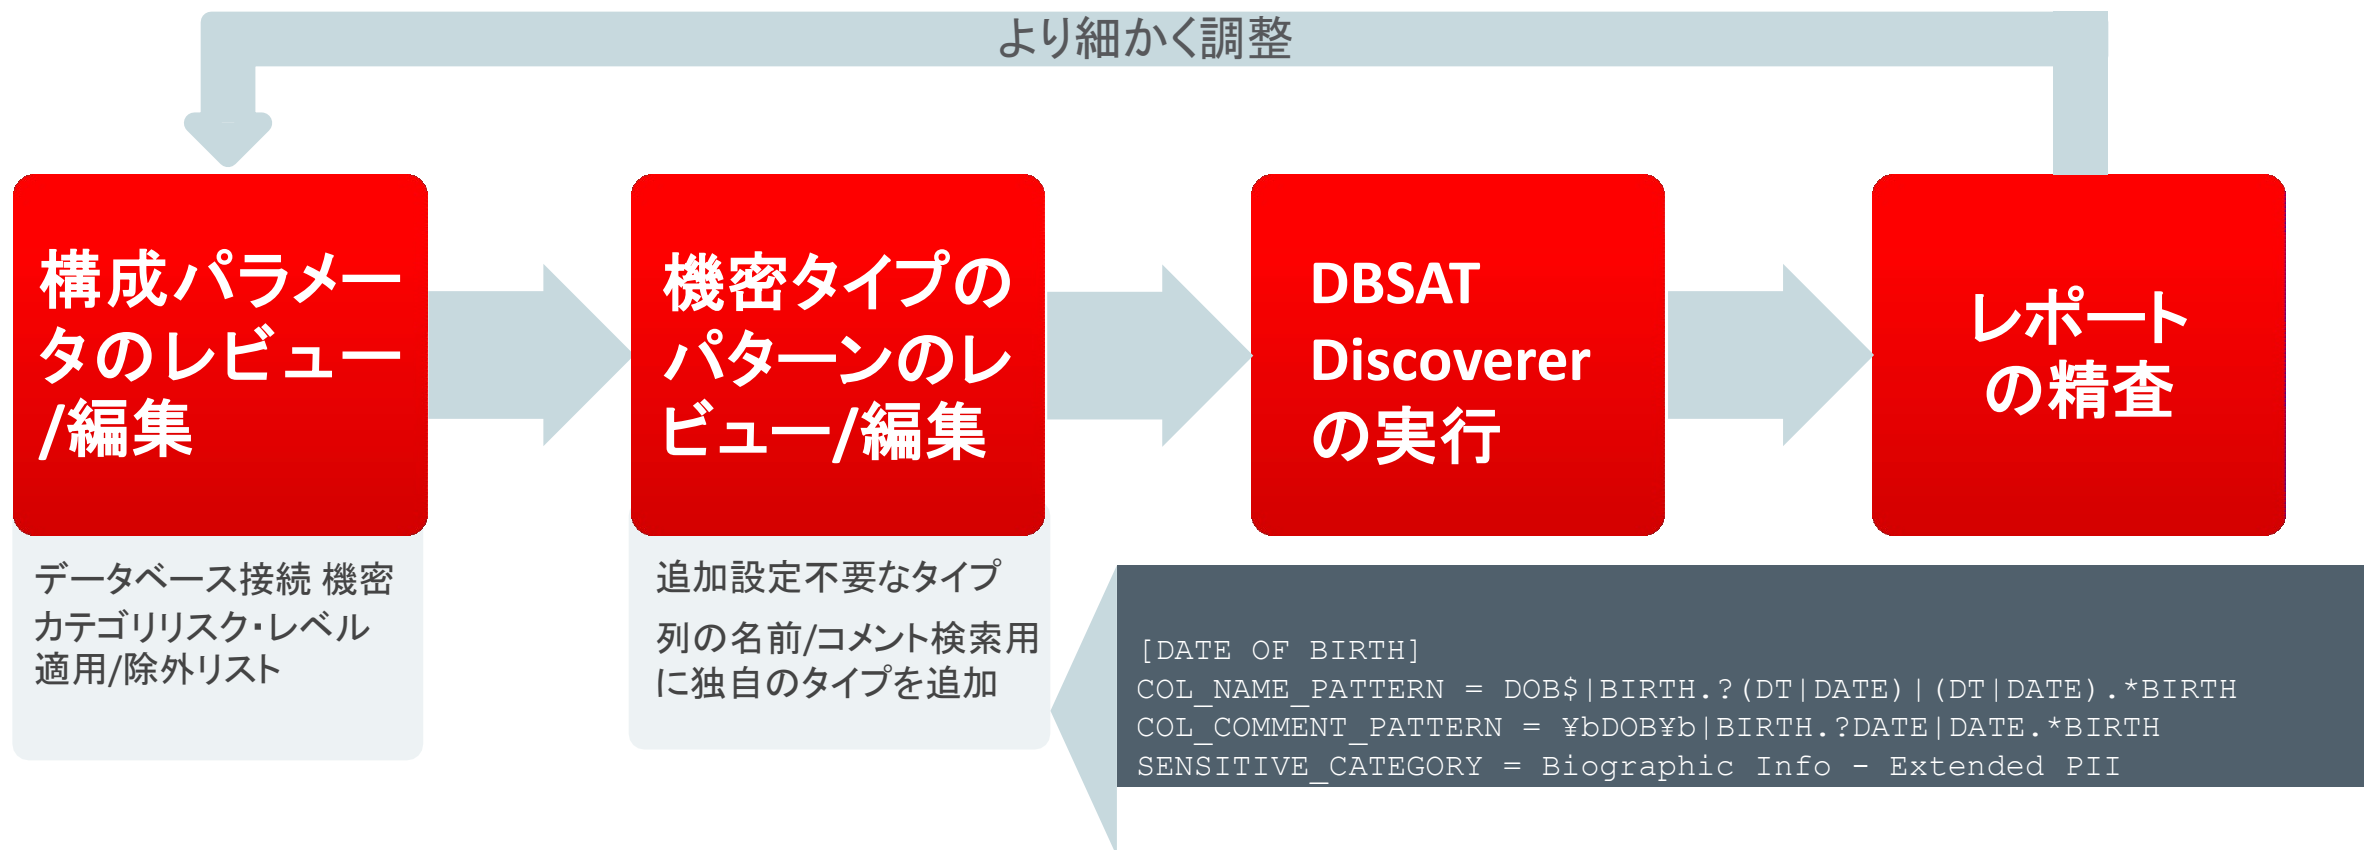 より細かく調整
構成パラメー
タのレビュー
/編集
機密タイプの
パターンのレ
ビュー/編集
DBSAT
Discoverer
の実行
レポート
の精査
データベース接続 機密
カテゴリリスク・レベル
適用/除外リスト
追加設定不要なタイプ
列の名前/コメント検索用
に独自のタイプを追加
[DATE OF BIRTH]
COL_NAME_PATTERN = DOB$|BIRTH.?(DT|DATE)|(DT|DATE).*BIRTH
COL_COMMENT_PATTERN = ¥bDOB¥b|BIRTH.?DATE|DATE.*BIRTH
SENSITIVE_CATEGORY = Biographic Info - Extended PII